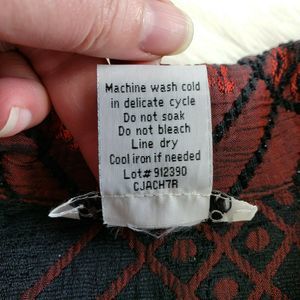 Machine wash cold
in delicate cycle
Do not soak
Do not bleach
Line dry
Cool iron if needed
Lot# 912390
CJACH7R